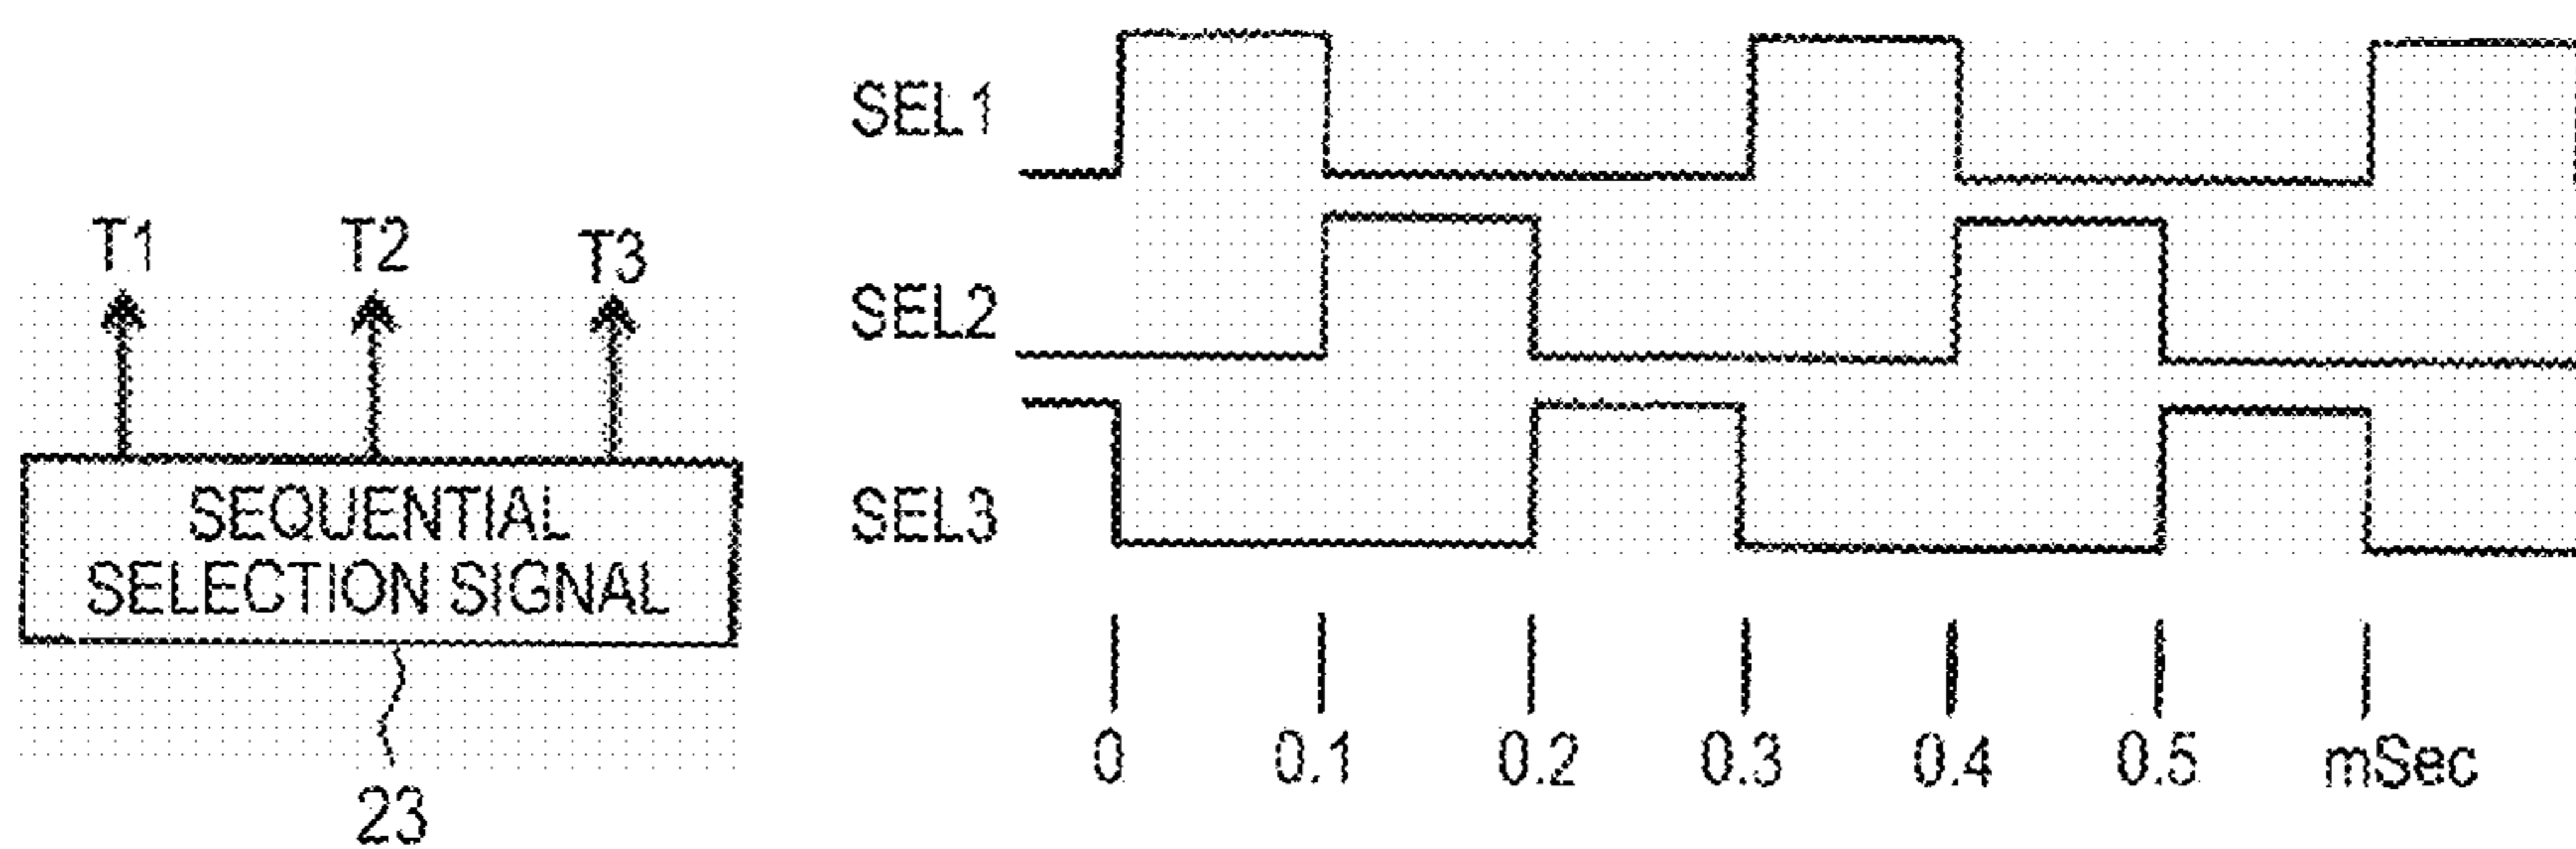 T1 T2 T3
SEQUENTIAL
SELECTION SIGNAL
23
SEL1
SEL2
SEL3
0 0.1 0.2 0.3 0.4 0.5 mSec